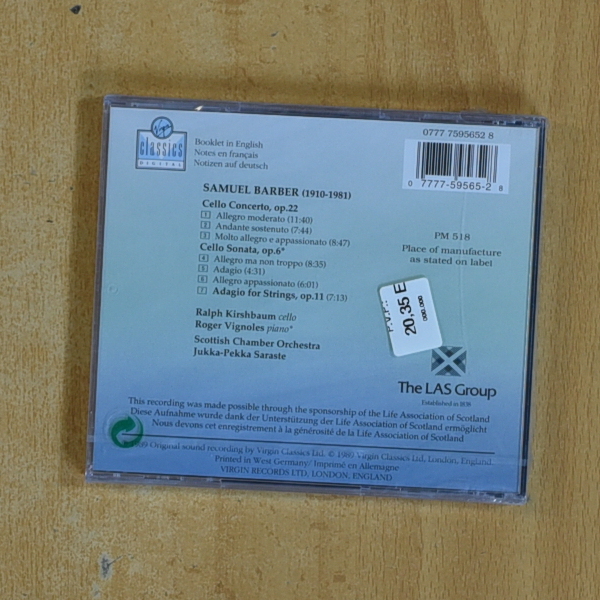 Virgin
classics
DIGITAL
Booklet in English
Notes en français
Notizen auf deutsch
0777 7595652 8
0 7777-59565-2 8
SAMUEL BARBER (1910-1981)
Cello Concerto, op.22
1 Allegro moderato (11:40)
2 Andante sostenuto (7:44)
3 Molto allegro e appassionato (8:47)
Cello Sonata, op.6*
4 Allegro ma non troppo (8:35)
5 Adagio (4:31)
6 Allegro appassionato (6:01)
7 Adagio for Strings, op.11 (7:13)
PM 518
Place of manufacture
as stated on label
P.V.P.:
20,35 E
000.000
Ralph Kirshbaum cello
Roger Vignoles piano*
Scottish Chamber Orchestra
Jukka-Pekka Saraste
The LAS Group
Established in 1838
This recording was made possible through the sponsorship of the Life Association of Scotland
Diese Aufnahme wurde dank der Unterstützung der Life Association of Scotland ermöglicht
Nous devons cet enregistrement à la générosité de la Life Association of Scotland
Original sound recording by Virgin Classics Ltd. © 1989 Virgin Classics Ltd, London, England.
Printed in West Germany/ Imprimé en Allemagne
VIRGIN RECORDS LTD, LONDON, ENGLAND